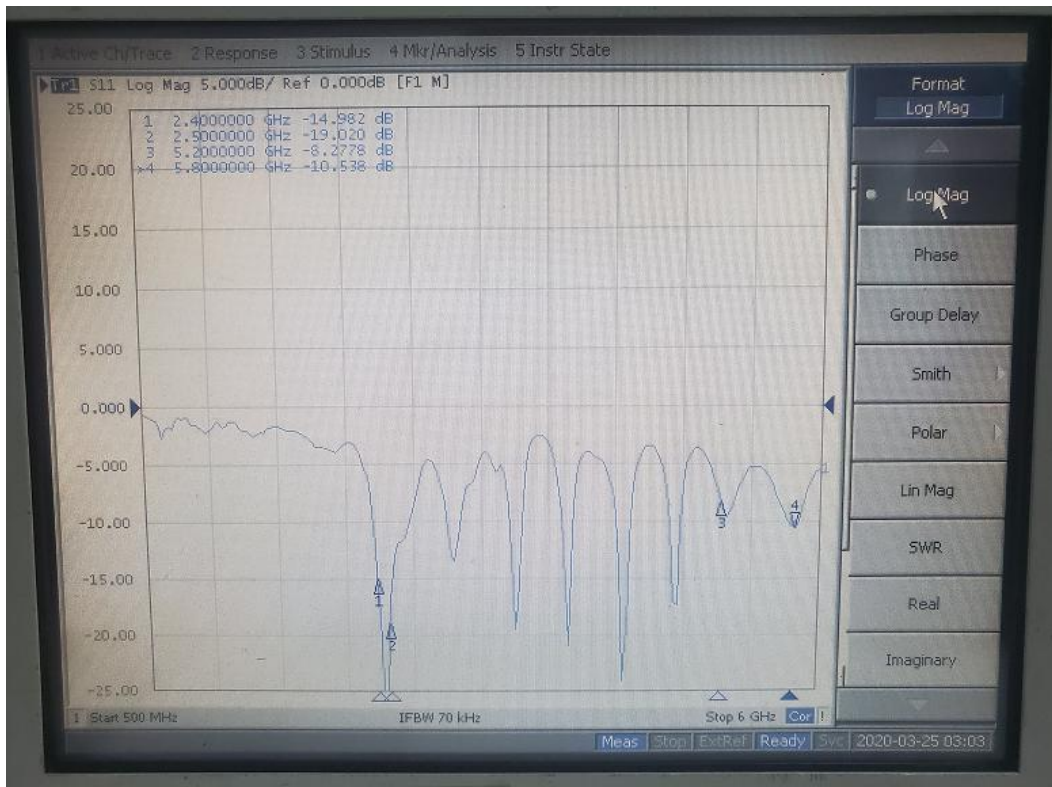 1 Active Ch/Trace 2 Response 3 Stimulus 4 Mkr/Analysis 5 Instr State
Tr1 S11 Log Mag 5.000dB/ Ref 0.000dB [F1 M]
25.00
1 2.4000000 GHz -14.982 dB
2 2.5000000 GHz -19.020 dB
3 5.2000000 GHz -8.2778 dB
>4 5.8000000 GHz -10.538 dB
20.00
15.00
10.00
5.000
0.000
-5.000
-10.00
-15.00
-20.00
-25.00
1
2
3
4
1
1 Start 500 MHz
IFBW 70 kHz
Stop 6 GHz Cor !
Meas Stop ExtRef Ready Svc 2020-03-25 03:03
Format
Log Mag
Log Mag
Phase
Group Delay
Smith
Polar
Lin Mag
SWR
Real
Imaginary